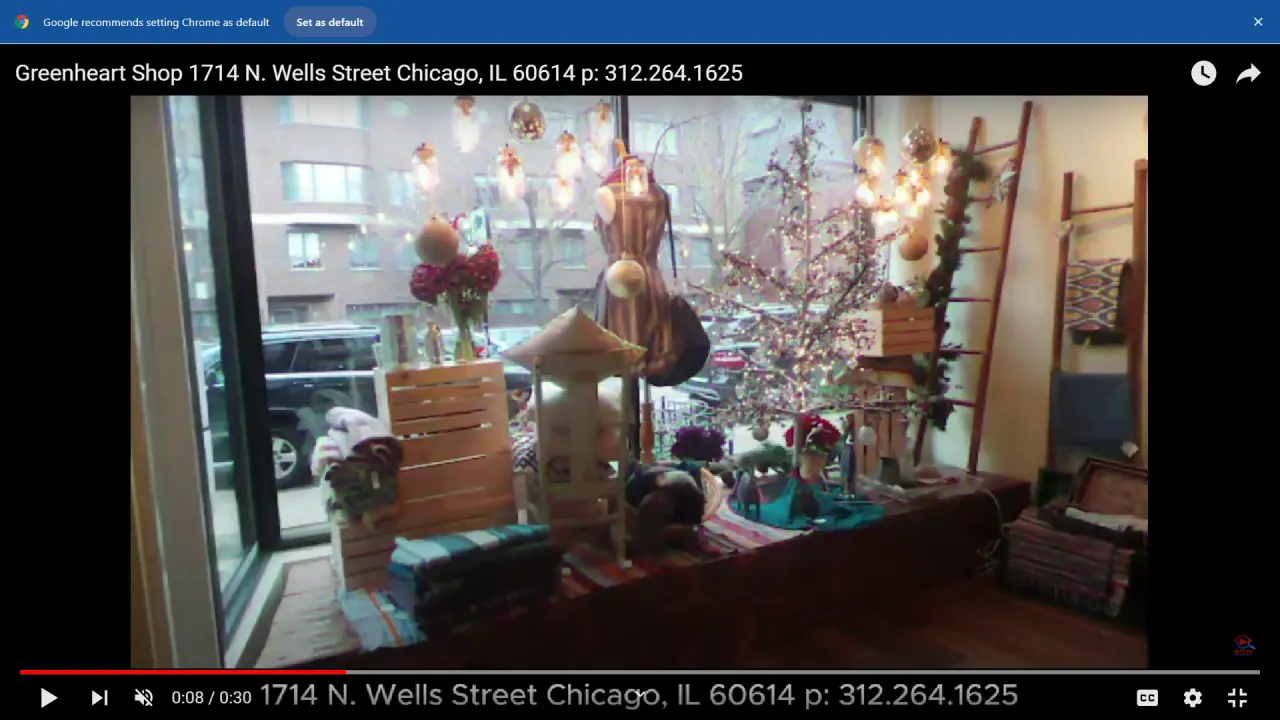 Google recommends setting Chrome as default
Set as default
Greenheart Shop 1714 N. Wells Street Chicago, IL 60614 p: 312.264.1625
0:08 / 0:30
1714 N. Wells Street Chicago, IL 60614 p: 312.264.1625
CC